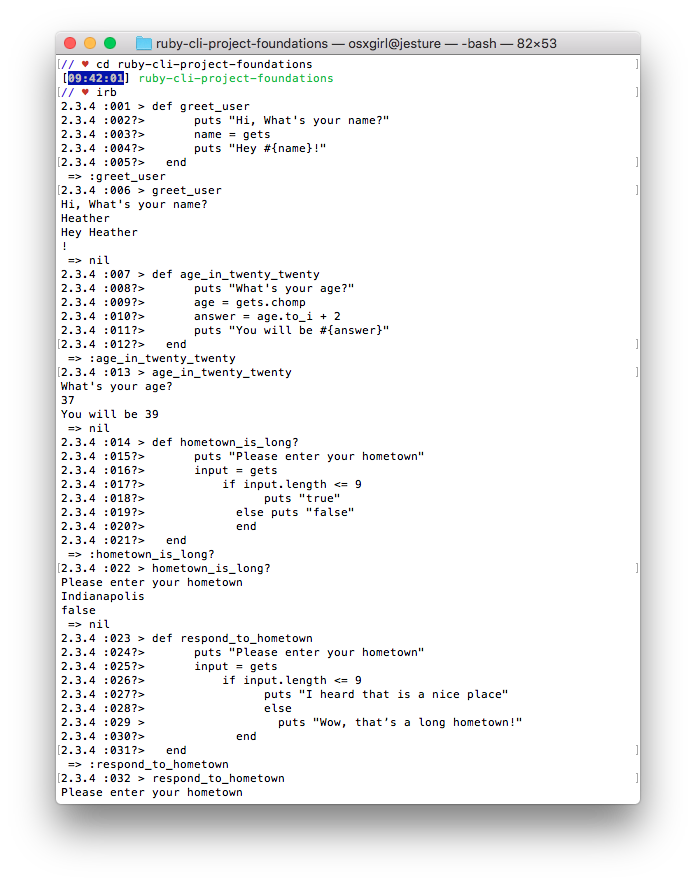 ruby-cli-project-foundations — osxgirl@jesture — -bash — 82×53
[// ♥ cd ruby-cli-project-foundations ]
[09:42:01] ruby-cli-project-foundations
[// ♥ irb ]
2.3.4 :001 > def greet_user
2.3.4 :002?>       puts "Hi, What's your name?"
2.3.4 :003?>       name = gets
2.3.4 :004?>       puts "Hey #{name}!"
[2.3.4 :005?>   end ]
 => :greet_user
[2.3.4 :006 > greet_user ]
Hi, What's your name?
Heather
Hey Heather
!
 => nil
2.3.4 :007 > def age_in_twenty_twenty
2.3.4 :008?>       puts "What's your age?"
2.3.4 :009?>       age = gets.chomp
2.3.4 :010?>       answer = age.to_i + 2
2.3.4 :011?>       puts "You will be #{answer}"
[2.3.4 :012?>   end ]
 => :age_in_twenty_twenty
[2.3.4 :013 > age_in_twenty_twenty ]
What's your age?
37
You will be 39
 => nil
2.3.4 :014 > def hometown_is_long?
2.3.4 :015?>       puts "Please enter your hometown"
2.3.4 :016?>       input = gets
2.3.4 :017?>           if input.length <= 9
2.3.4 :018?>                 puts "true"
2.3.4 :019?>             else puts "false"
2.3.4 :020?>             end
2.3.4 :021?>   end
 => :hometown_is_long?
[2.3.4 :022 > hometown_is_long? ]
Please enter your hometown
Indianapolis
false
 => nil
2.3.4 :023 > def respond_to_hometown
2.3.4 :024?>       puts "Please enter your hometown"
2.3.4 :025?>       input = gets
2.3.4 :026?>           if input.length <= 9
2.3.4 :027?>                 puts "I heard that is a nice place"
2.3.4 :028?>                 else
2.3.4 :029 >                   puts "Wow, that’s a long hometown!"
2.3.4 :030?>             end
[2.3.4 :031?>   end ]
 => :respond_to_hometown
[2.3.4 :032 > respond_to_hometown ]
Please enter your hometown